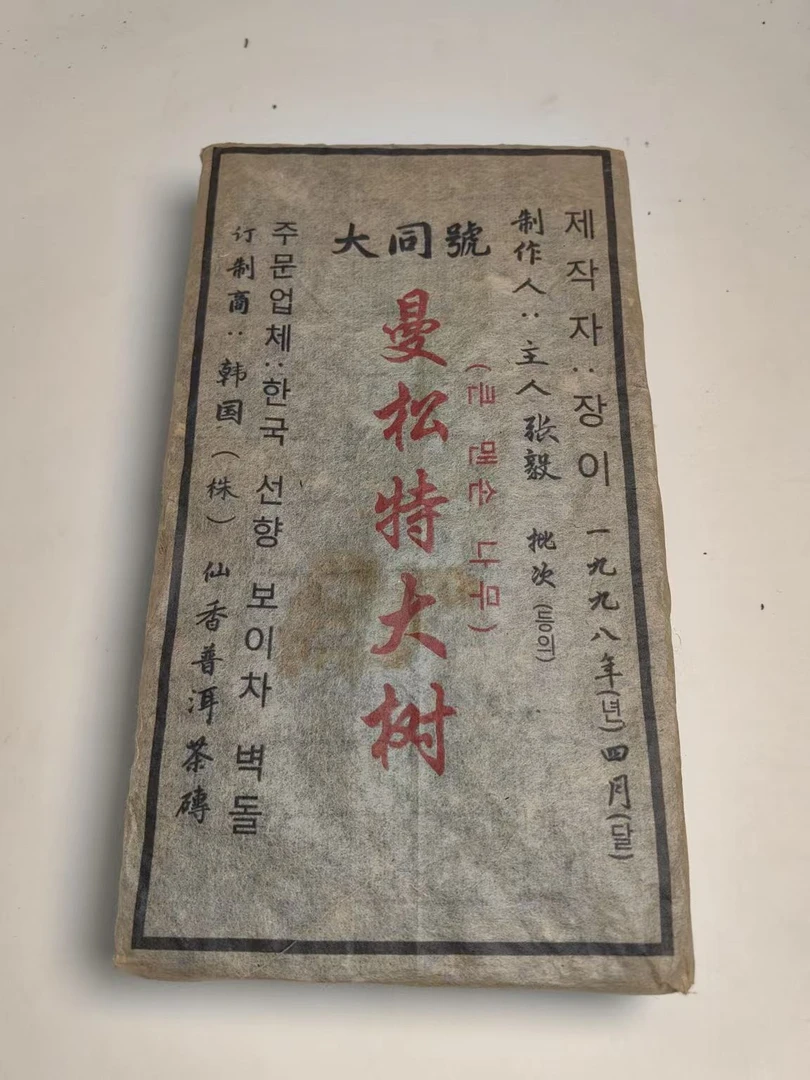 大同號
제작자：장이 一九九八年(년)四月(달)
制作人：主人张毅 批次(등의)
(큰 맨손 나무)
曼松特大树
주문업체：한국 선향 보이차 벽돌
订制商：韩国（株）仙香普洱茶磚